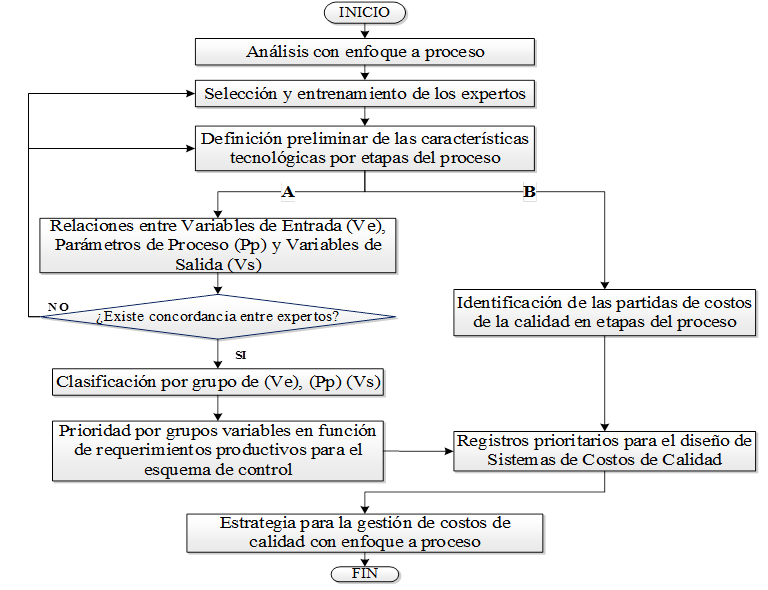 INICIO
Análisis con enfoque a proceso
Selección y entrenamiento de los expertos
Definición preliminar de las características
tecnológicas por etapas del proceso
A
B
Relaciones entre Variables de Entrada (Ve),
Parámetros de Proceso (Pp) y Variables de
Salida (Vs)
NO
¿Existe concordancia entre expertos?
SI
Identificación de las partidas de costos
de la calidad en etapas del proceso
Clasificación por grupo de (Ve), (Pp) (Vs)
Prioridad por grupos variables en función
de requerimientos productivos para el
esquema de control
Registros prioritarios para el diseño de
Sistemas de Costos de Calidad
Estrategia para la gestión de costos de
calidad con enfoque a proceso
FIN